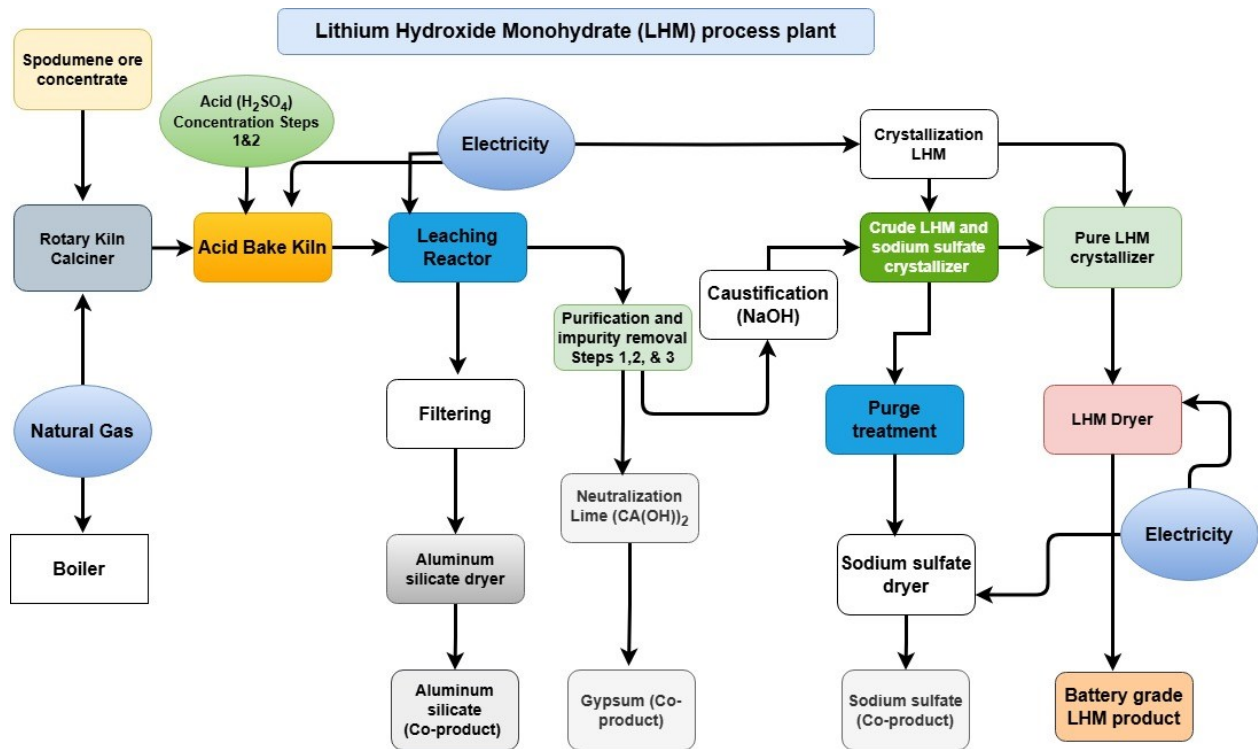 Lithium Hydroxide Monohydrate (LHM) process plant
Spodumene ore
concentrate
Acid (H₂SO₄)
Concentration Steps
1&2
Electricity
Crystallization
LHM
Rotary Kiln
Calciner
Acid Bake Kiln
Leaching
Reactor
Crude LHM and
sodium sulfate
crystallizer
Pure LHM
crystallizer
Caustification
(NaOH)
Purification and
impurity removal
Steps 1,2, & 3
Natural Gas
Filtering
Purge
treatment
LHM Dryer
Neutralization
Lime (CA(OH))₂
Electricity
Boiler
Aluminum
silicate dryer
Sodium sulfate
dryer
Aluminum
silicate
(Co-product)
Gypsum (Co-
product)
Sodium sulfate
(Co-product)
Battery grade
LHM product